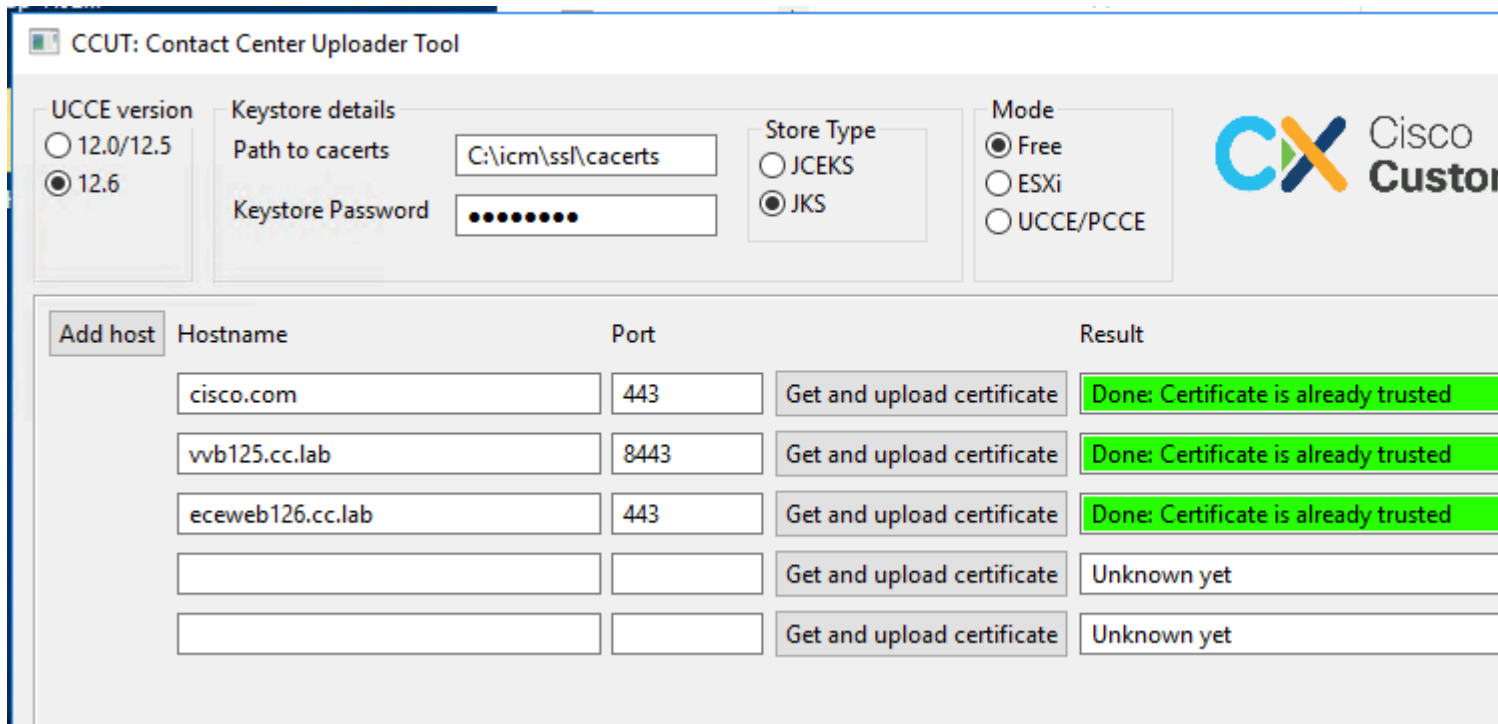 CCUT: Contact Center Uploader Tool
UCCE version
12.0/12.5
12.6
Keystore details
Path to cacerts
C:\icm\ssl\cacerts
Keystore Password
●●●●●●●●
Store Type
JCEKS
JKS
Mode
Free
ESXi
UCCE/PCCE
CX
Cisco
Custom
Add host Hostname Port Result
cisco.com 443 Get and upload certificate Done: Certificate is already trusted
vvb125.cc.lab 8443 Get and upload certificate Done: Certificate is already trusted
eceweb126.cc.lab 443 Get and upload certificate Done: Certificate is already trusted
Get and upload certificate Unknown yet
Get and upload certificate Unknown yet